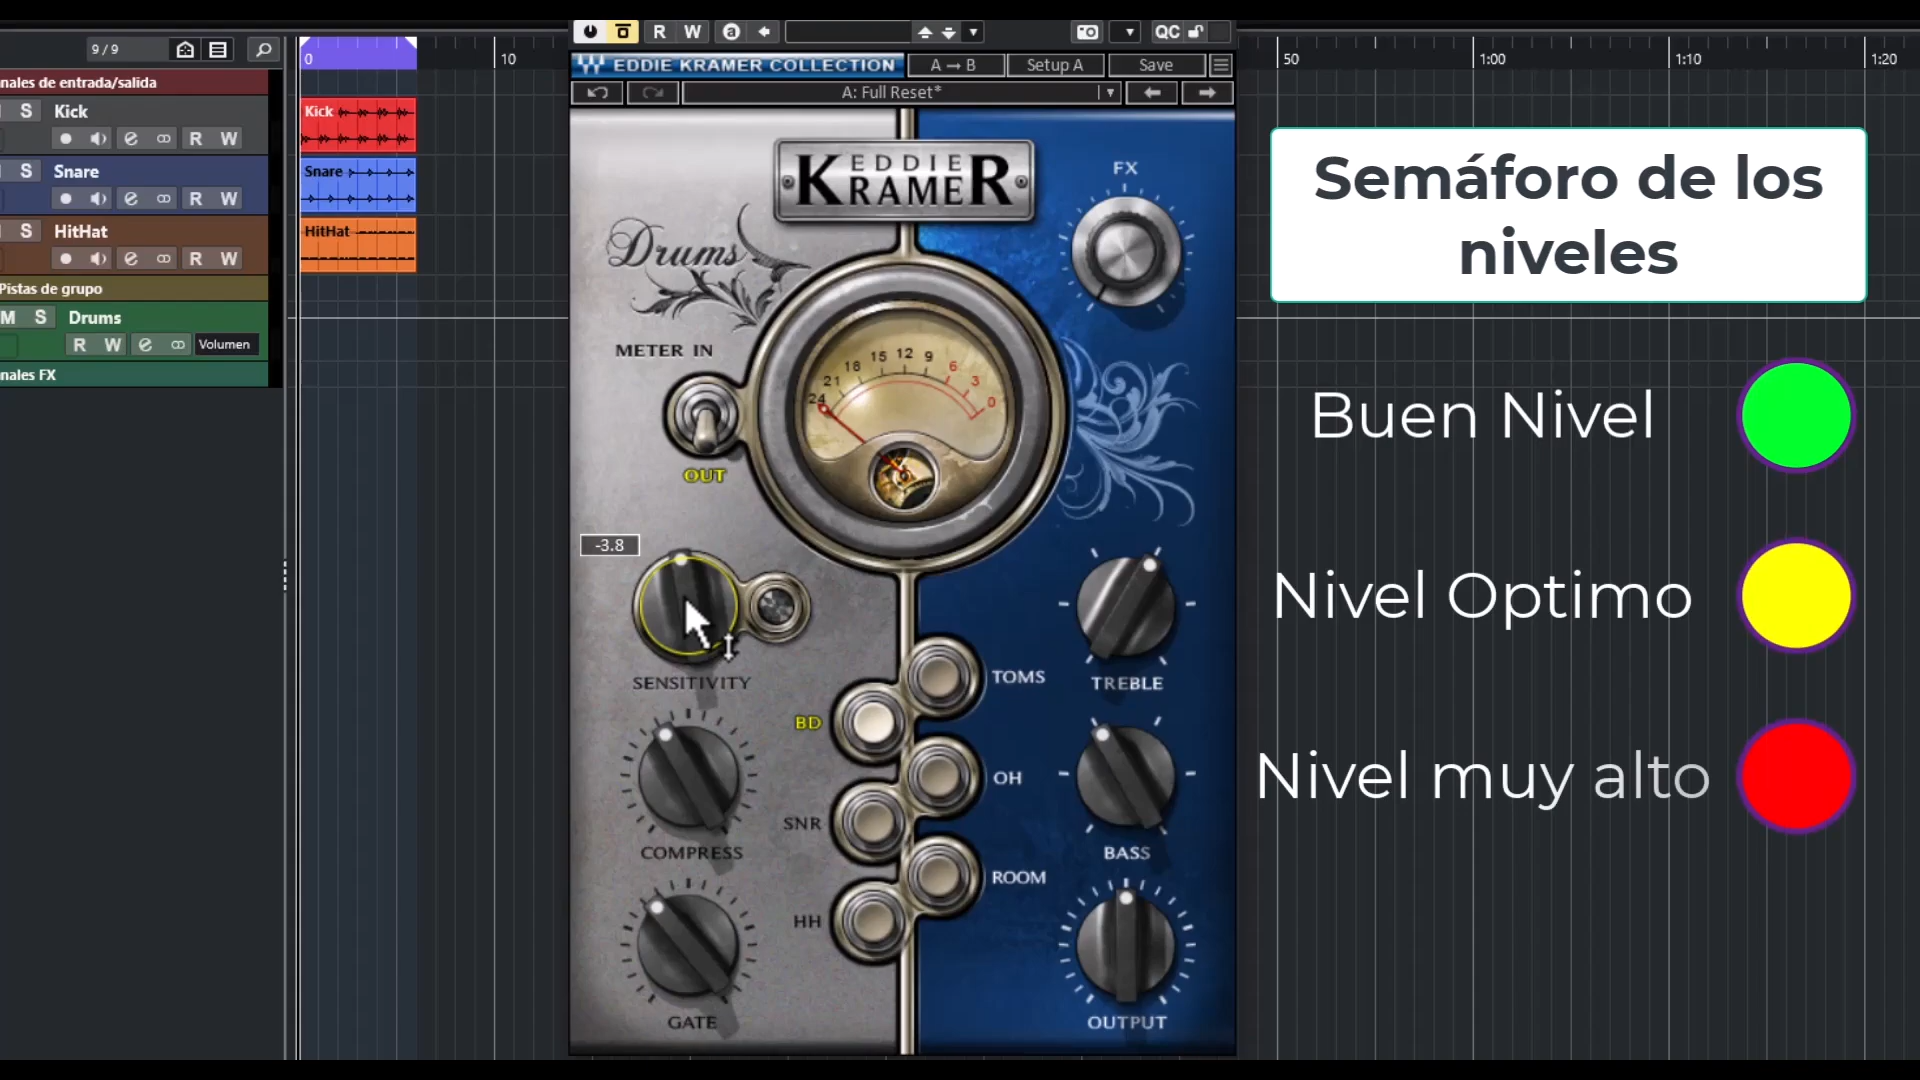 9 / 9
nales de entrada/salida
S Kick
R W
S Snare
R W
S HitHat
R W
Pistas de grupo
M S Drums
R W
Volumen
nales FX
0
10
50
1:00
1:10
1:20
Kick
Snare
HitHat
R W
a
QC
EDDIE KRAMER COLLECTION
A → B
Setup A
Save
A: Full Reset*
EDDIE
KRAMER
Drums
FX
METER IN
OUT
24 21 18 15 12 9 6 3 0
-3.8
SENSITIVITY
COMPRESS
GATE
TOMS
BD
OH
SNR
ROOM
HH
TREBLE
BASS
OUTPUT
Semáforo de los
niveles
Buen Nivel
Nivel Optimo
Nivel muy alto